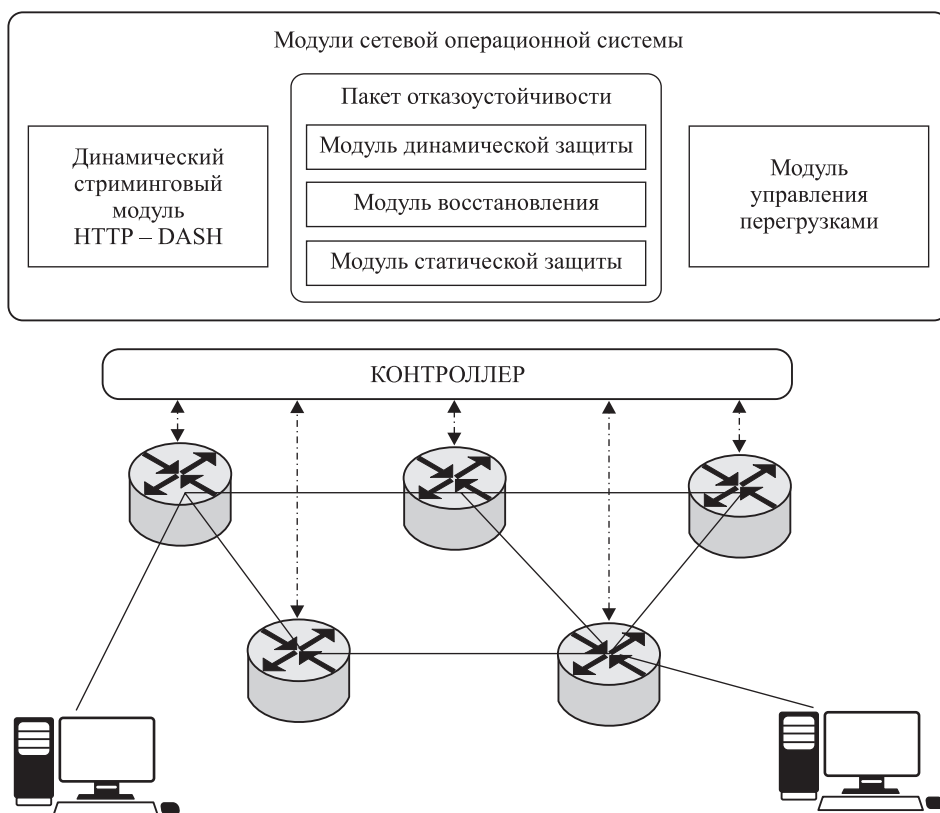 Модули сетевой операционной системы
Пакет отказоустойчивости
Динамический
стриминговый
модуль
HTTP – DASH
Модуль динамической защиты
Модуль восстановления
Модуль статической защиты
Модуль
управления
перегрузками
КОНТРОЛЛЕР